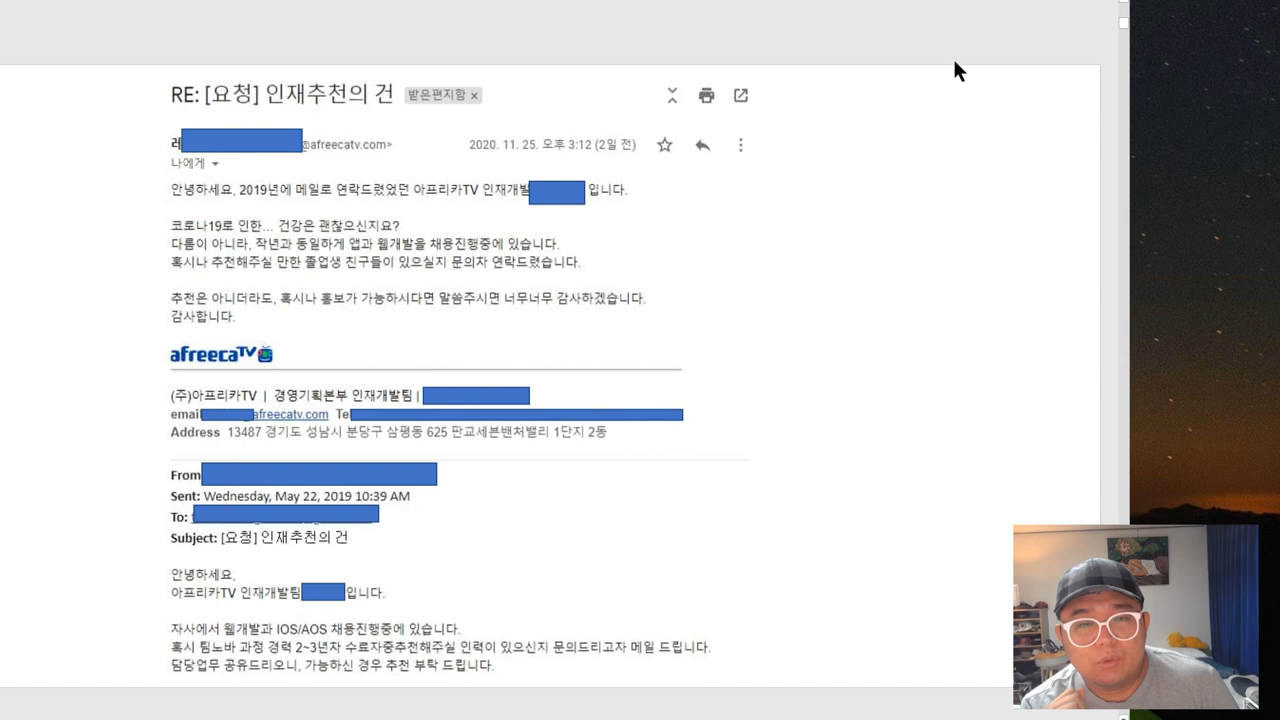 RE: [요청] 인재추천의 건 받은편지함 ×
레 @afreecatv.com> 2020. 11. 25. 오후 3:12 (2일 전)
나에게
안녕하세요, 2019년에 메일로 연락드렸었던 아프리카TV 인재개발 입니다.
코로나19로 인한... 건강은 괜찮으신지요?
다름이 아니라, 작년과 동일하게 앱과 웹개발을 채용진행중에 있습니다.
혹시나 추천해주실 만한 졸업생 친구들이 있으실지 문의차 연락드렸습니다.
추천은 아니더라도, 혹시나 홍보가 가능하시다면 말씀주시면 너무너무 감사하겠습니다.
감사합니다.
afreecaTV
(주)아프리카TV | 경영기획본부 인재개발팀 |
email afreecatv.com Te
Address 13487 경기도 성남시 분당구 삼평동 625 판교세븐밴처밸리 1단지 2동
From
Sent: Wednesday, May 22, 2019 10:39 AM
To:
Subject: [요청] 인재추천의 건
안녕하세요,
아프리카TV 인재개발팀 입니다.
자사에서 웹개발과 IOS/AOS 채용진행중에 있습니다.
혹시 팀노바 과정 경력 2~3년차 수료자중추천해주실 인력이 있으신지 문의드리고자 메일 드립니다.
담당업무 공유드리오니, 가능하신 경우 추천 부탁 드립니다.